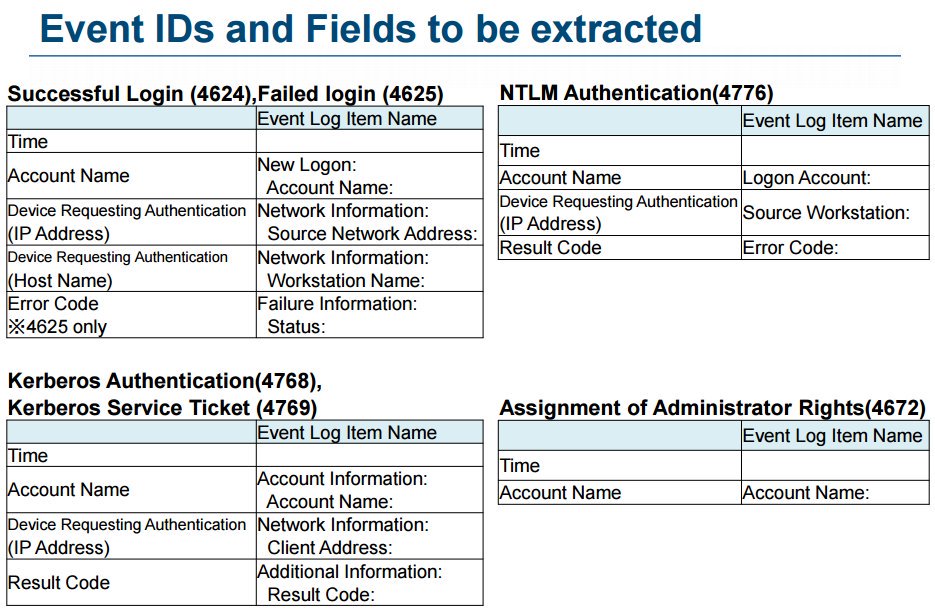 Event IDs and Fields to be extracted
Successful Login (4624),Failed login (4625)
Event Log Item Name
Time
Account Name
New Logon:
Account Name:
Device Requesting Authentication
(IP Address)
Network Information:
Source Network Address:
Device Requesting Authentication
(Host Name)
Network Information:
Workstation Name:
Error Code
※4625 only
Failure Information:
Status:
NTLM Authentication(4776)
Event Log Item Name
Time
Account Name
Logon Account:
Device Requesting Authentication
(IP Address)
Source Workstation:
Result Code
Error Code:
Kerberos Authentication(4768),
Kerberos Service Ticket (4769)
Event Log Item Name
Time
Account Name
Account Information:
Account Name:
Device Requesting Authentication
(IP Address)
Network Information:
Client Address:
Result Code
Additional Information:
Result Code:
Assignment of Administrator Rights(4672)
Event Log Item Name
Time
Account Name
Account Name: